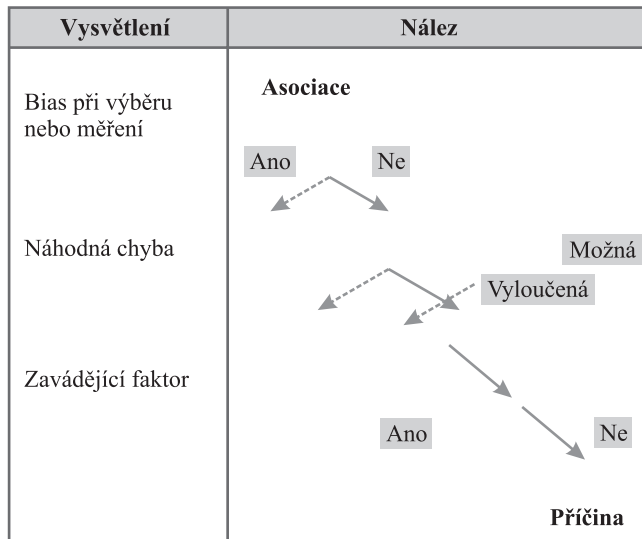 Vysvětlení
Nález
Asociace
Bias při výběru
nebo měření
Ano
Ne
Náhodná chyba
Možná
Vyloučená
Zavádějící faktor
Ano
Ne
Příčina